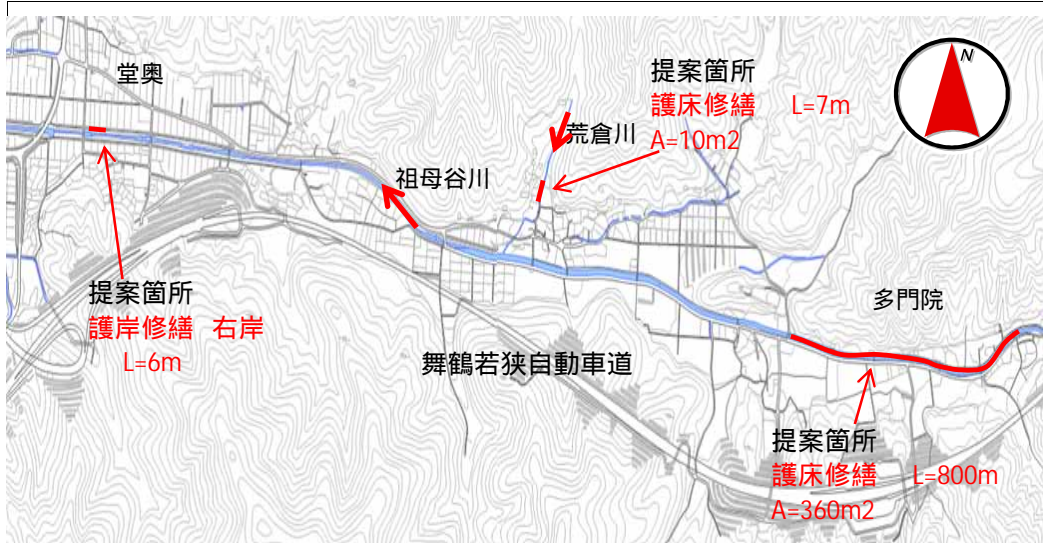 N
堂奥
提案箇所
護床修繕 L=7m
A=10m2
荒倉川
祖母谷川
提案箇所
護岸修繕 右岸
L=6m
多門院
舞鶴若狭自動車道
提案箇所
護床修繕 L=800m
A=360m2